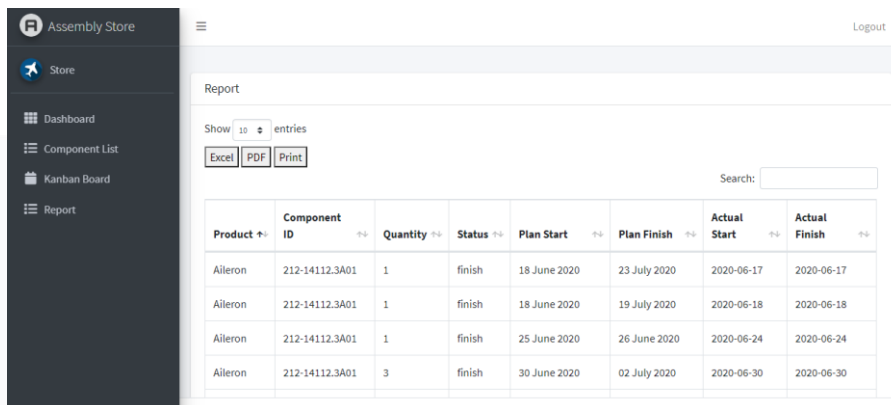 Assembly Store
Logout
Store
Dashboard
Component List
Kanban Board
Report
Report
Show 10 entries
Excel PDF Print
Search:
Product Component ID Quantity Status Plan Start Plan Finish Actual Start Actual Finish
Aileron 212-14112.3A01 1 finish 18 June 2020 23 July 2020 2020-06-17 2020-06-17
Aileron 212-14112.3A01 1 finish 18 June 2020 19 July 2020 2020-06-18 2020-06-18
Aileron 212-14112.3A01 1 finish 25 June 2020 26 June 2020 2020-06-24 2020-06-24
Aileron 212-14112.3A01 3 finish 30 June 2020 02 July 2020 2020-06-30 2020-06-30